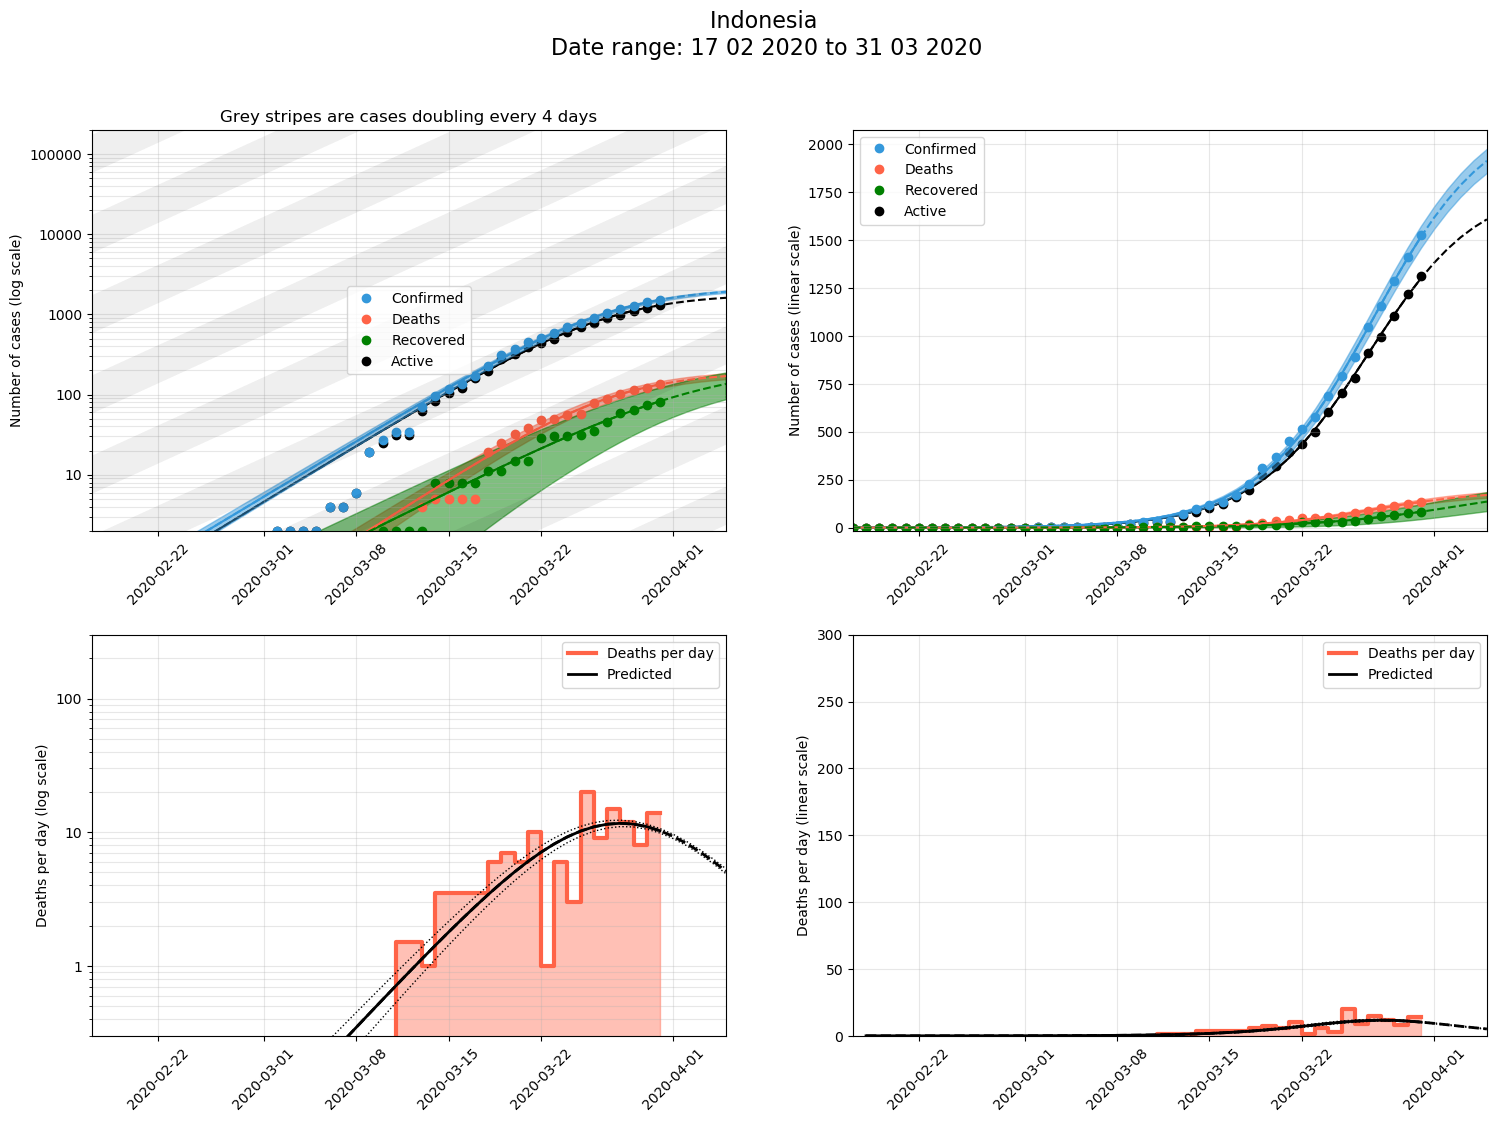 Indonesia
Date range: 17 02 2020 to 31 03 2020
Grey stripes are cases doubling every 4 days
Number of cases (log scale)
100000
10000
1000
100
10
Confirmed
Deaths
Recovered
Active
2020-02-22
2020-03-01
2020-03-08
2020-03-15
2020-03-22
2020-04-01
Number of cases (linear scale)
2000
1750
1500
1250
1000
750
500
250
0
Confirmed
Deaths
Recovered
Active
2020-02-22
2020-03-01
2020-03-08
2020-03-15
2020-03-22
2020-04-01
Deaths per day (log scale)
100
10
1
Deaths per day
Predicted
2020-02-22
2020-03-01
2020-03-08
2020-03-15
2020-03-22
2020-04-01
Deaths per day (linear scale)
300
250
200
150
100
50
0
Deaths per day
Predicted
2020-02-22
2020-03-01
2020-03-08
2020-03-15
2020-03-22
2020-04-01